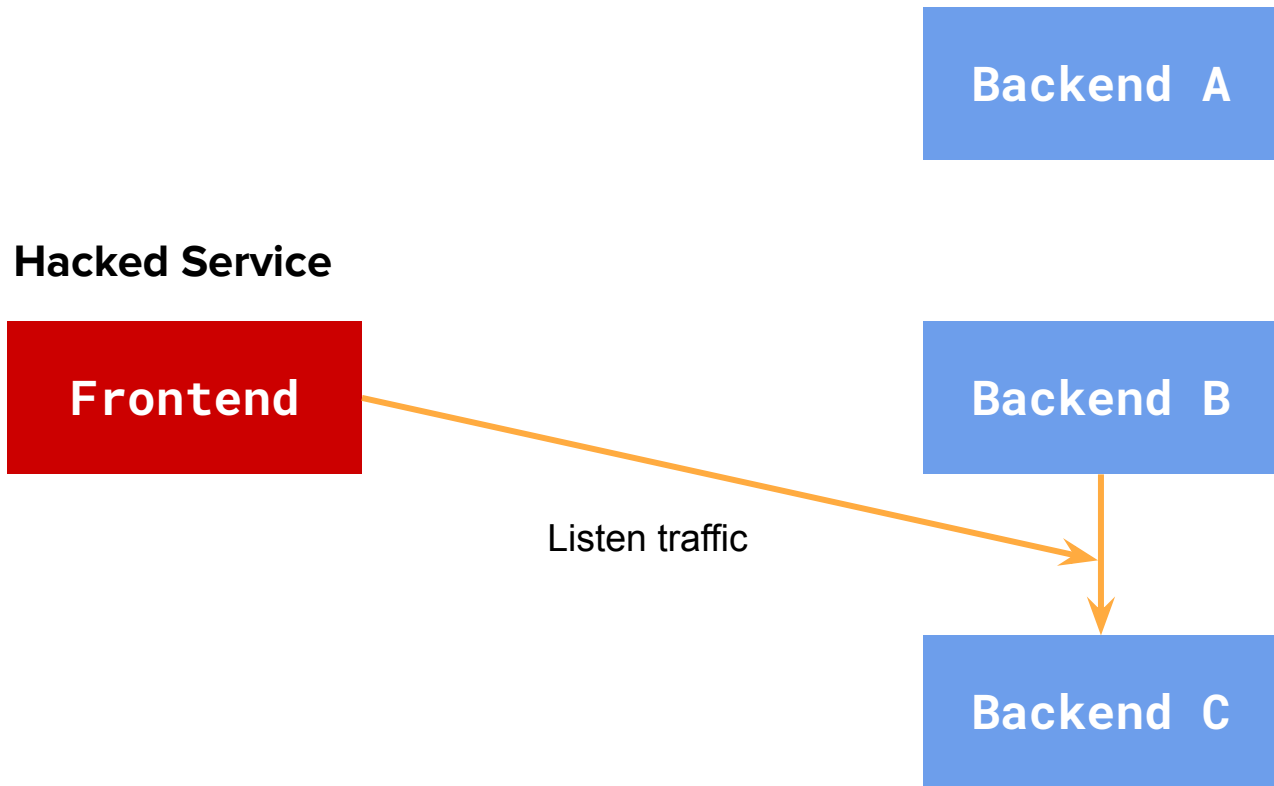 Backend A
Hacked Service
Frontend
Backend B
Listen traffic
Backend C